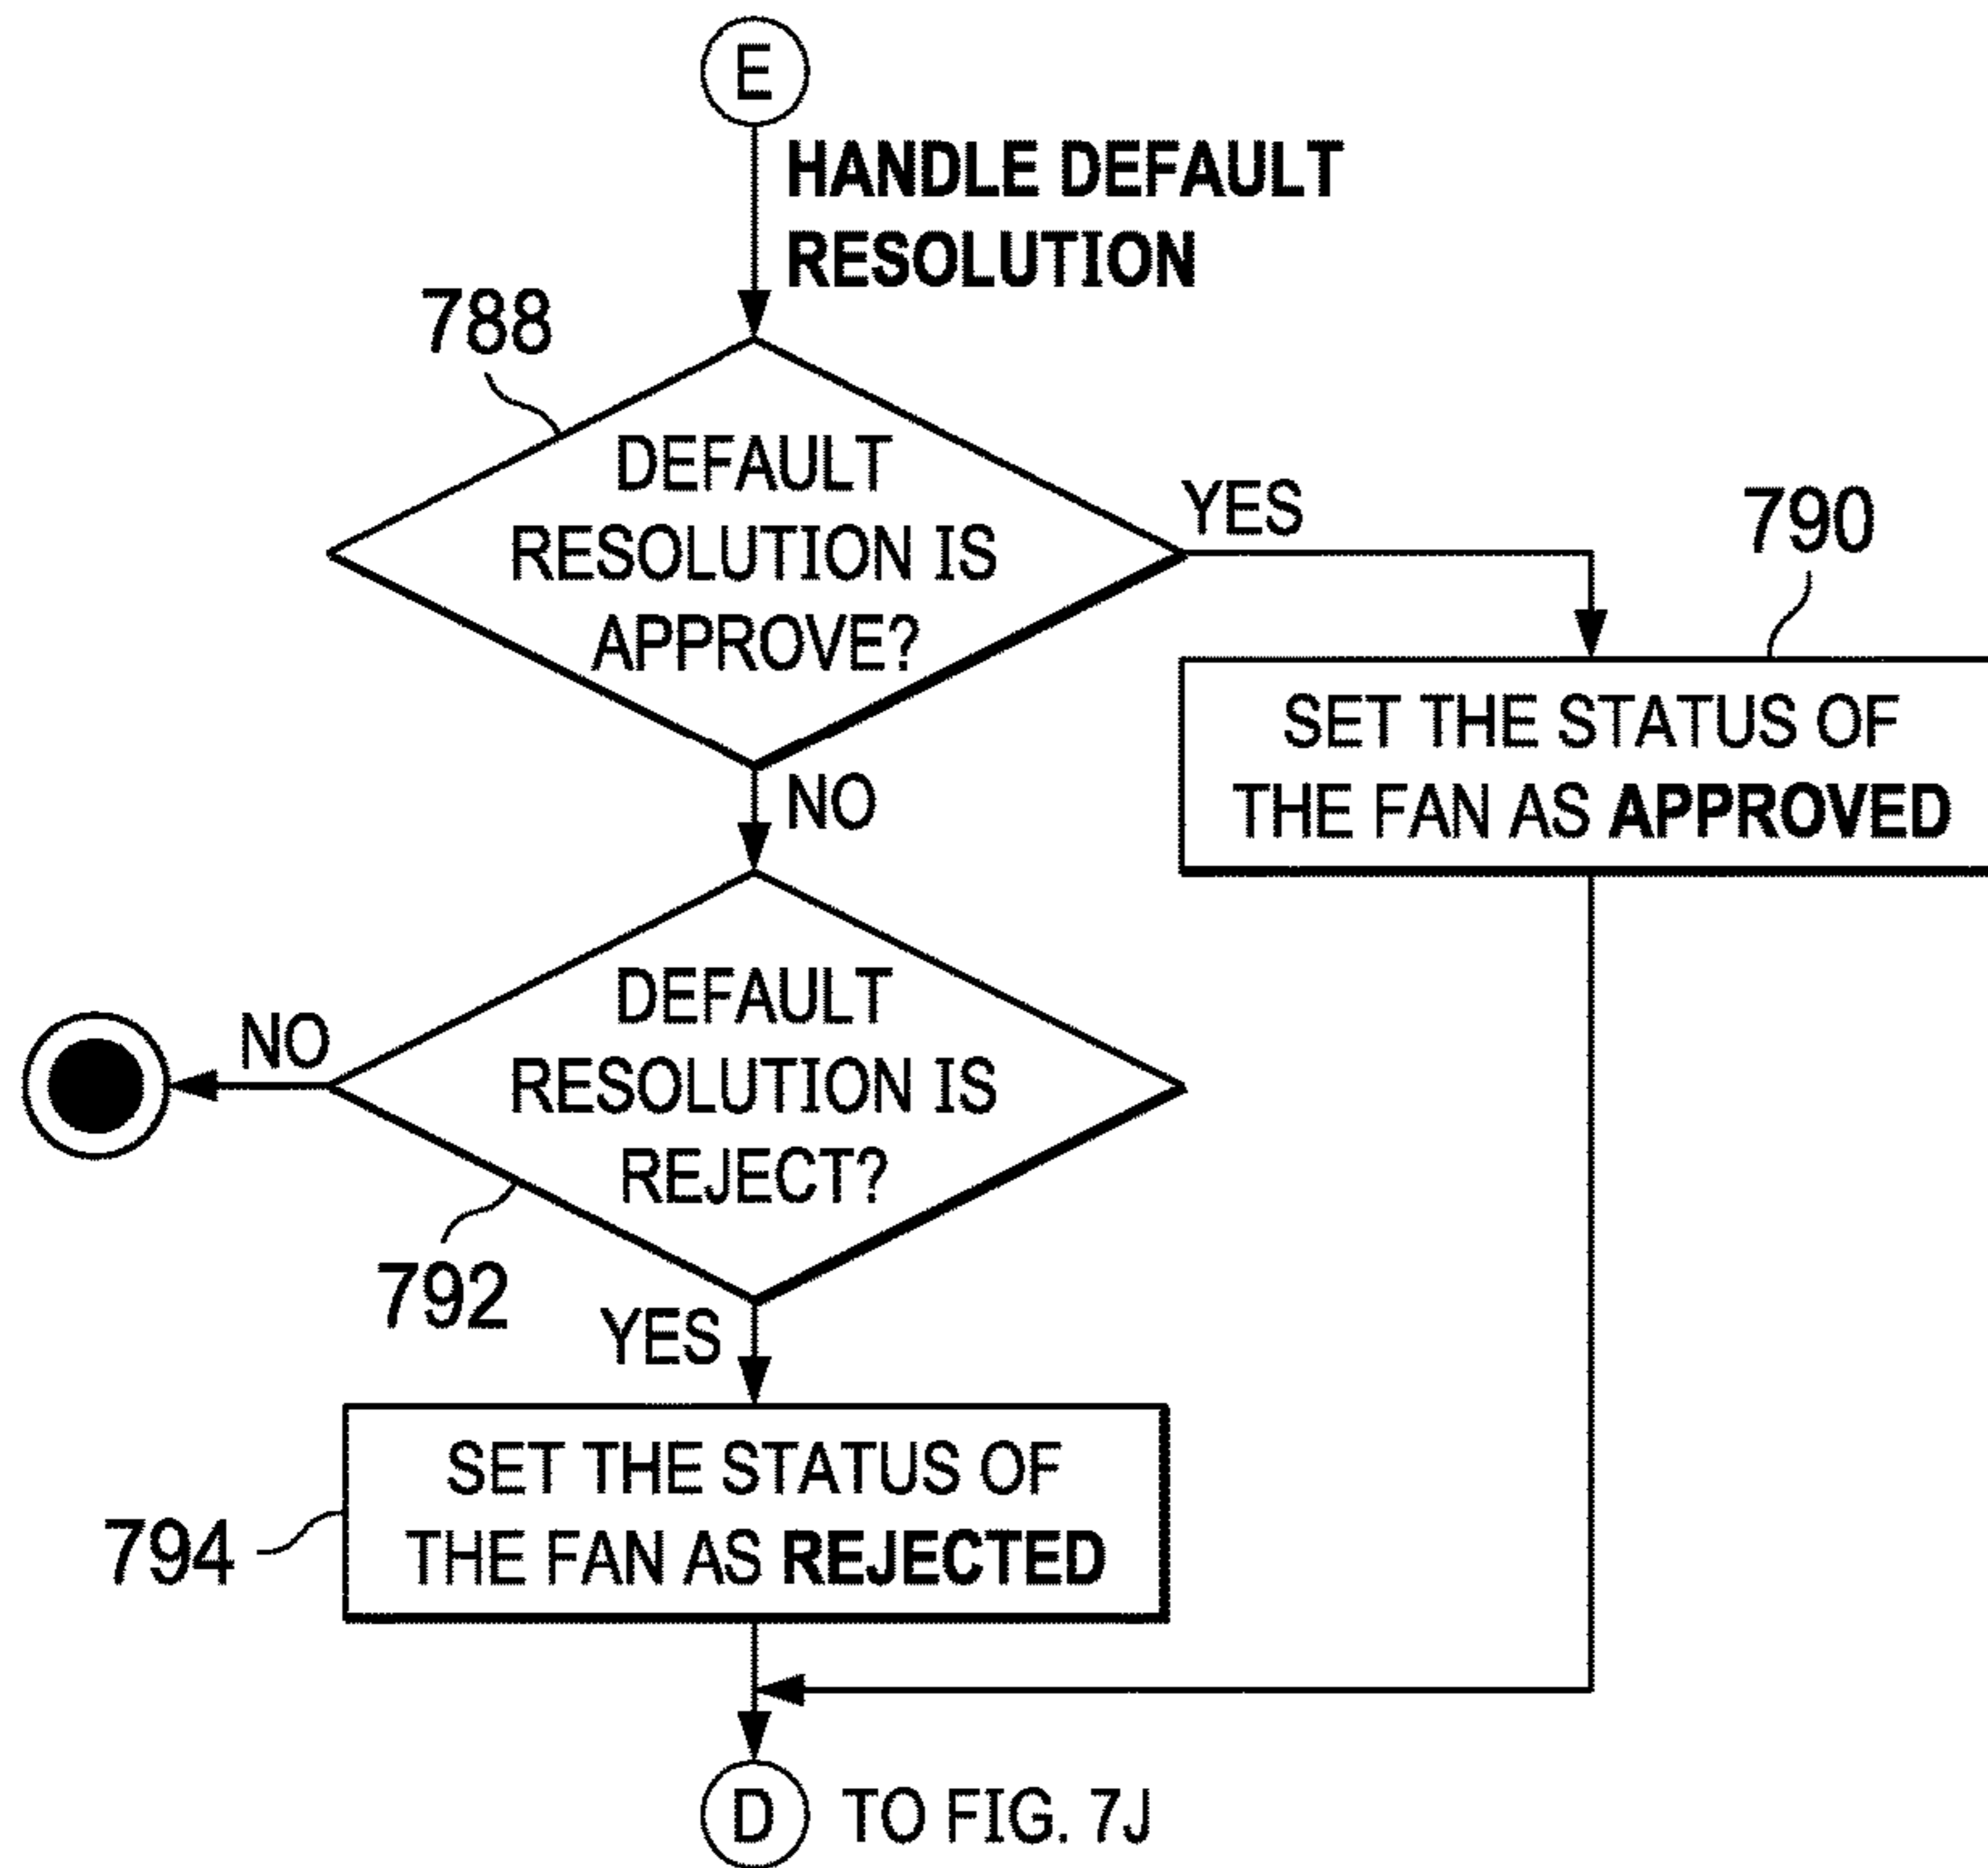 E
HANDLE DEFAULT
RESOLUTION
788
DEFAULT
RESOLUTION IS
APPROVE?
YES
790
SET THE STATUS OF
THE FAN AS APPROVED
NO
DEFAULT
RESOLUTION IS
REJECT?
NO
792
YES
SET THE STATUS OF
THE FAN AS REJECTED
794
D TO FIG. 7J